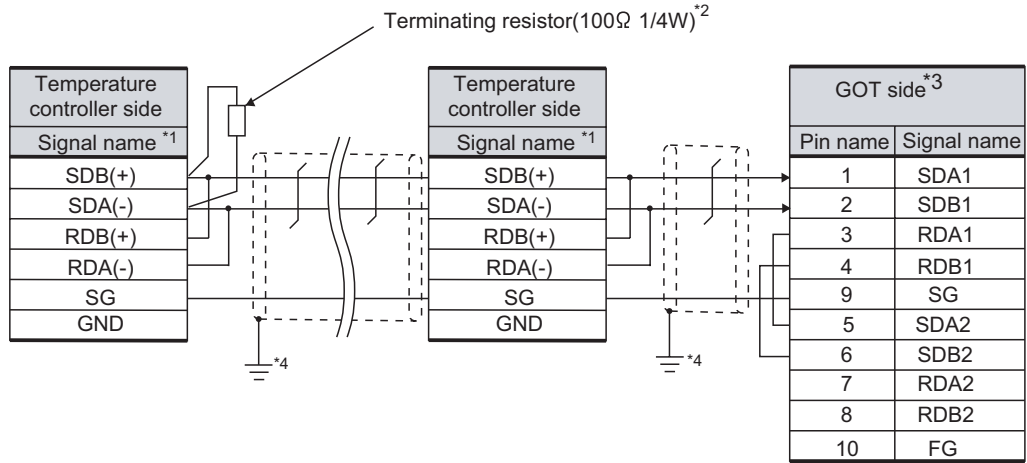 Terminating resistor(100Ω 1/4W)*2
Temperature
controller side
Signal name *1
SDB(+)
SDA(-)
RDB(+)
RDA(-)
SG
GND
*4
Temperature
controller side
Signal name *1
SDB(+)
SDA(-)
RDB(+)
RDA(-)
SG
GND
*4
GOT side*3
Pin name Signal name
1 SDA1
2 SDB1
3 RDA1
4 RDB1
9 SG
5 SDA2
6 SDB2
7 RDA2
8 RDB2
10 FG